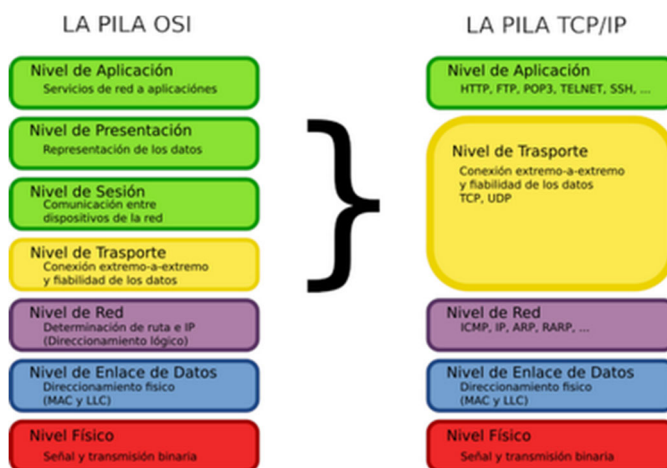 LA PILA OSI
Nivel de Aplicación
Servicios de red a aplicaciónes
Nivel de Presentación
Representación de los datos
Nivel de Sesión
Comunicación entre
dispositivos de la red
Nivel de Trasporte
Conexión extremo-a-extremo
y fiabilidad de los datos
Nivel de Red
Determinación de ruta e IP
(Direccionamiento lógico)
Nivel de Enlace de Datos
Direccionamiento fisico
(MAC y LLC)
Nivel Físico
Señal y transmisión binaria
LA PILA TCP/IP
Nivel de Aplicación
HTTP, FTP, POP3, TELNET, SSH, ...
Nivel de Trasporte
Conexión extremo-a-extremo
y fiabilidad de los datos
TCP, UDP
Nivel de Red
ICMP, IP, ARP, RARP, ...
Nivel de Enlace de Datos
Direccionamiento fisico
(MAC y LLC)
Nivel Físico
Señal y transmisión binaria